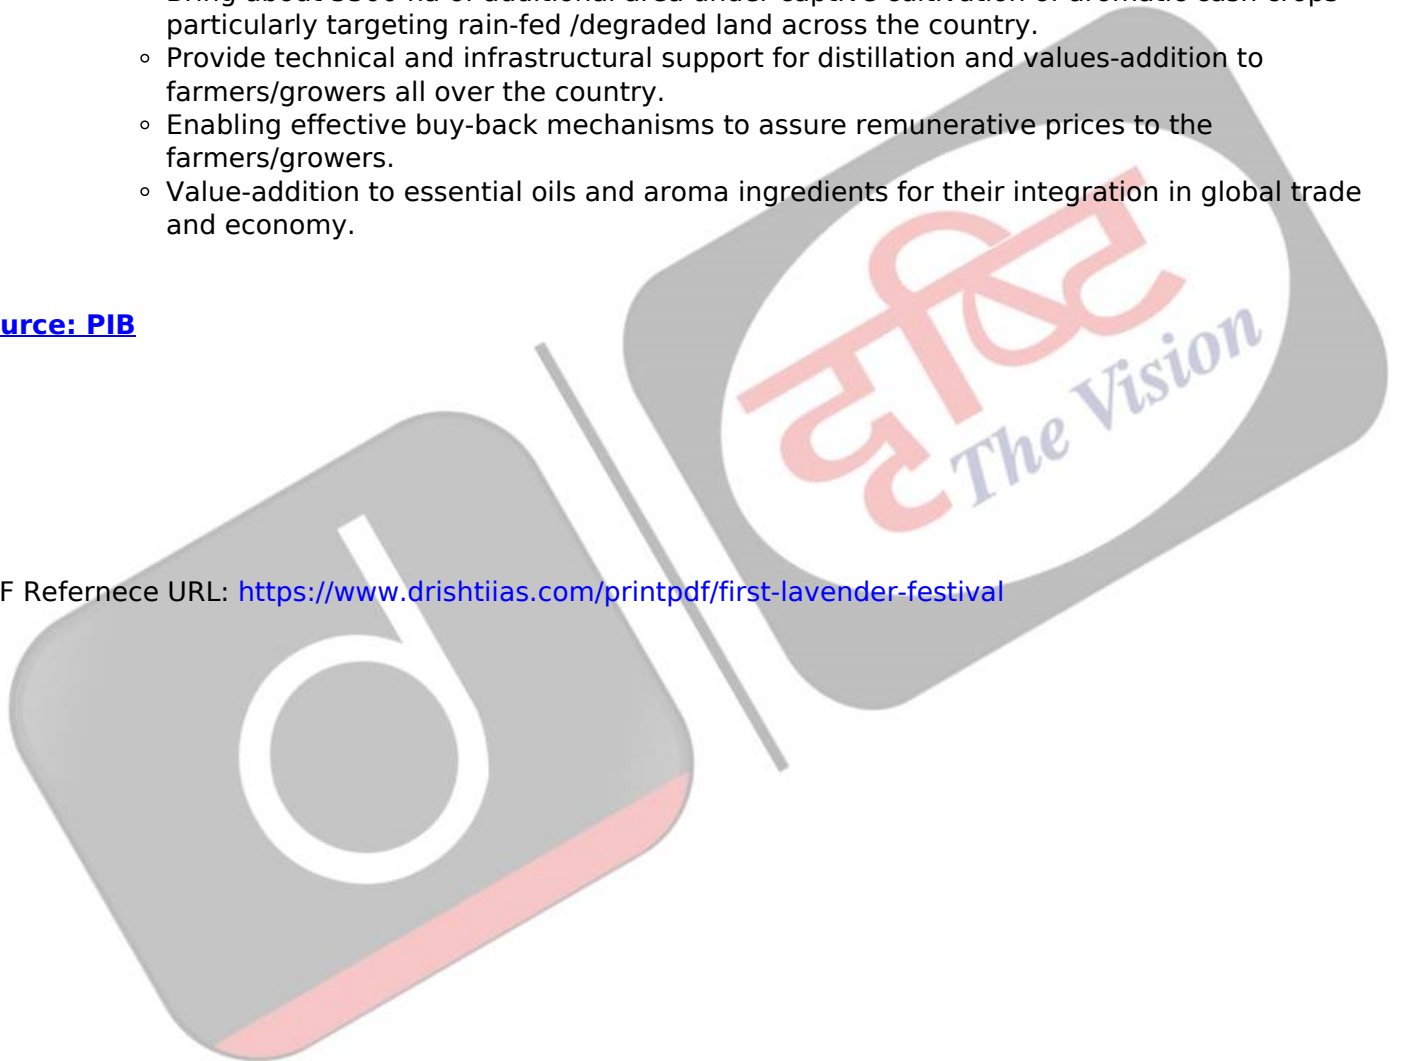 particularly targeting rain-fed /degraded land across the country.
◦ Provide technical and infrastructural support for distillation and values-addition to
farmers/growers all over the country.
◦ Enabling effective buy-back mechanisms to assure remunerative prices to the
farmers/growers.
◦ Value-addition to essential oils and aroma ingredients for their integration in global trade
and economy.
urce: PIB
दृष्टि
The Vision
d
F Refernece URL: https://www.drishtiias.com/printpdf/first-lavender-festival